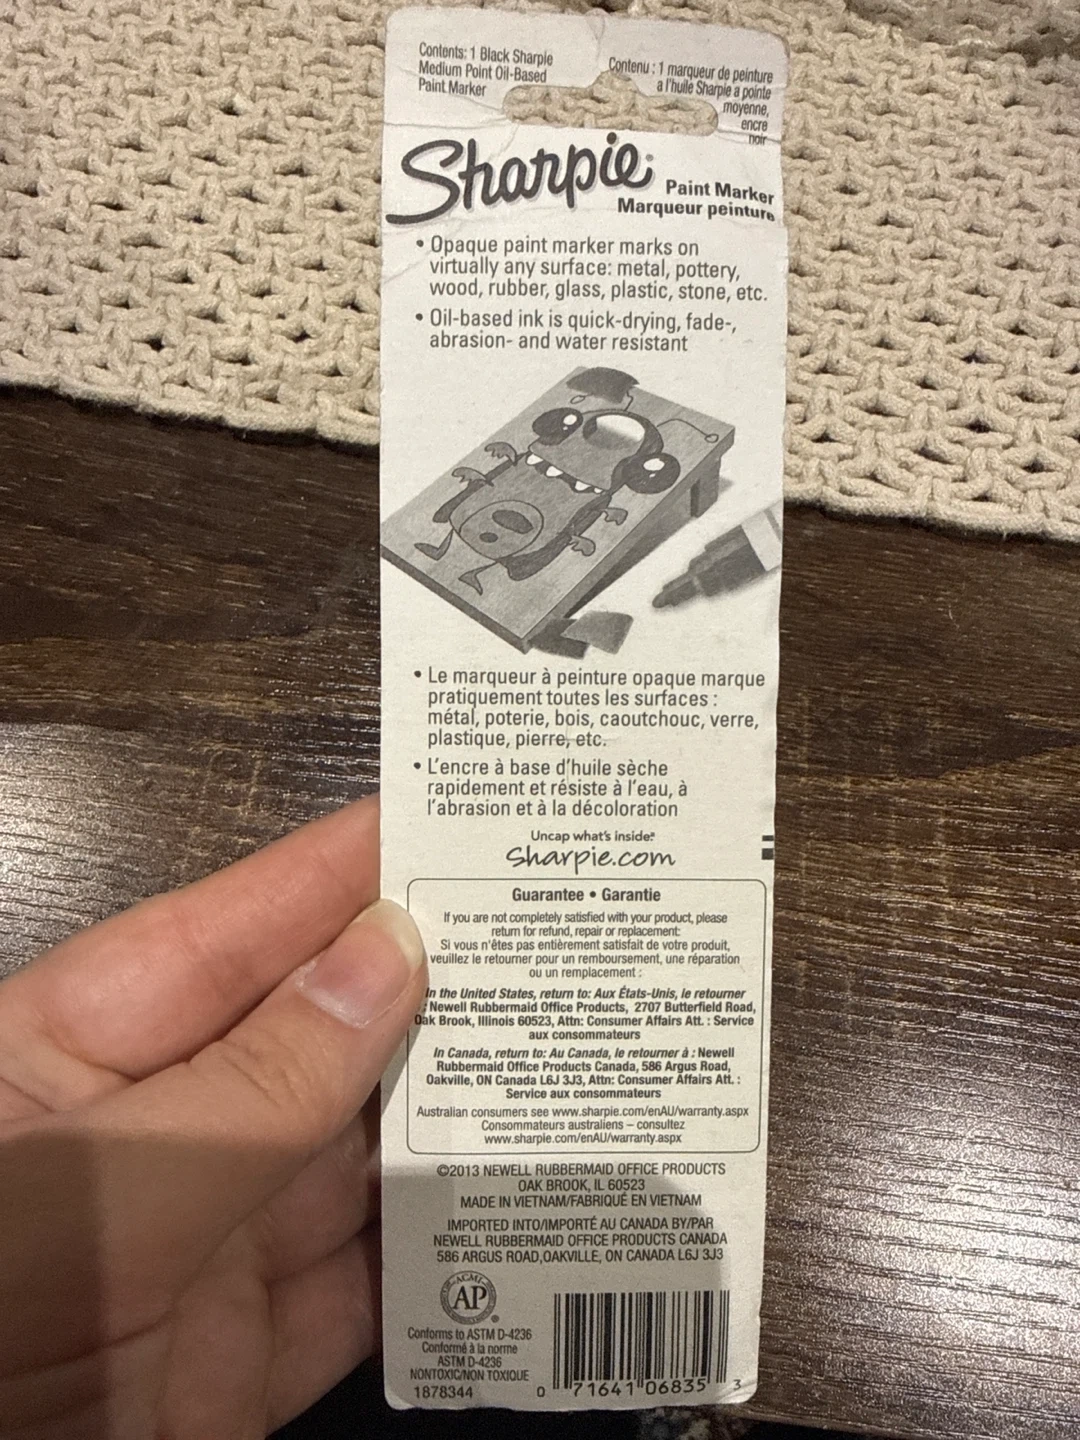 Contents: 1 Black Sharpie
Medium Point Oil-Based
Paint Marker
Contenu : 1 marqueur de peinture
a l'huile Sharpie a pointe
moyenne,
encre
noir
Sharpie
Paint Marker
Marqueur peinture
• Opaque paint marker marks on
virtually any surface: metal, pottery,
wood, rubber, glass, plastic, stone, etc.
• Oil-based ink is quick-drying, fade-,
abrasion- and water resistant
• Le marqueur à peinture opaque marque
pratiquement toutes les surfaces :
métal, poterie, bois, caoutchouc, verre,
plastique, pierre, etc.
• L'encre à base d'huile sèche
rapidement et résiste à l'eau, à
l'abrasion et à la décoloration
Uncap what's inside.®
Sharpie.com
Guarantee • Garantie
If you are not completely satisfied with your product, please
return for refund, repair or replacement:
Si vous n'êtes pas entièrement satisfait de votre produit,
veuillez le retourner pour un remboursement, une réparation
ou un remplacement :
In the United States, return to: Aux États-Unis, le retourner
: Newell Rubbermaid Office Products, 2707 Butterfield Road,
Oak Brook, Illinois 60523, Attn: Consumer Affairs Att. : Service
aux consommateurs
In Canada, return to: Au Canada, le retourner à : Newell
Rubbermaid Office Products Canada, 586 Argus Road,
Oakville, ON Canada L6J 3J3, Attn: Consumer Affairs Att. :
Service aux consommateurs
Australian consumers see www.sharpie.com/enAU/warranty.aspx
Consommateurs australiens – consultez
www.sharpie.com/enAU/warranty.aspx
©2013 NEWELL RUBBERMAID OFFICE PRODUCTS
OAK BROOK, IL 60523
MADE IN VIETNAM/FABRIQUÉ EN VIETNAM
IMPORTED INTO/IMPORTÉ AU CANADA BY/PAR
NEWELL RUBBERMAID OFFICE PRODUCTS CANADA
586 ARGUS ROAD, OAKVILLE, ON CANADA L6J 3J3
ACMI
AP
Conforms to ASTM D-4236
Conformé à la norme
ASTM D-4236
NONTOXIC/NON TOXIQUE
1878344
0 71641 06835 3